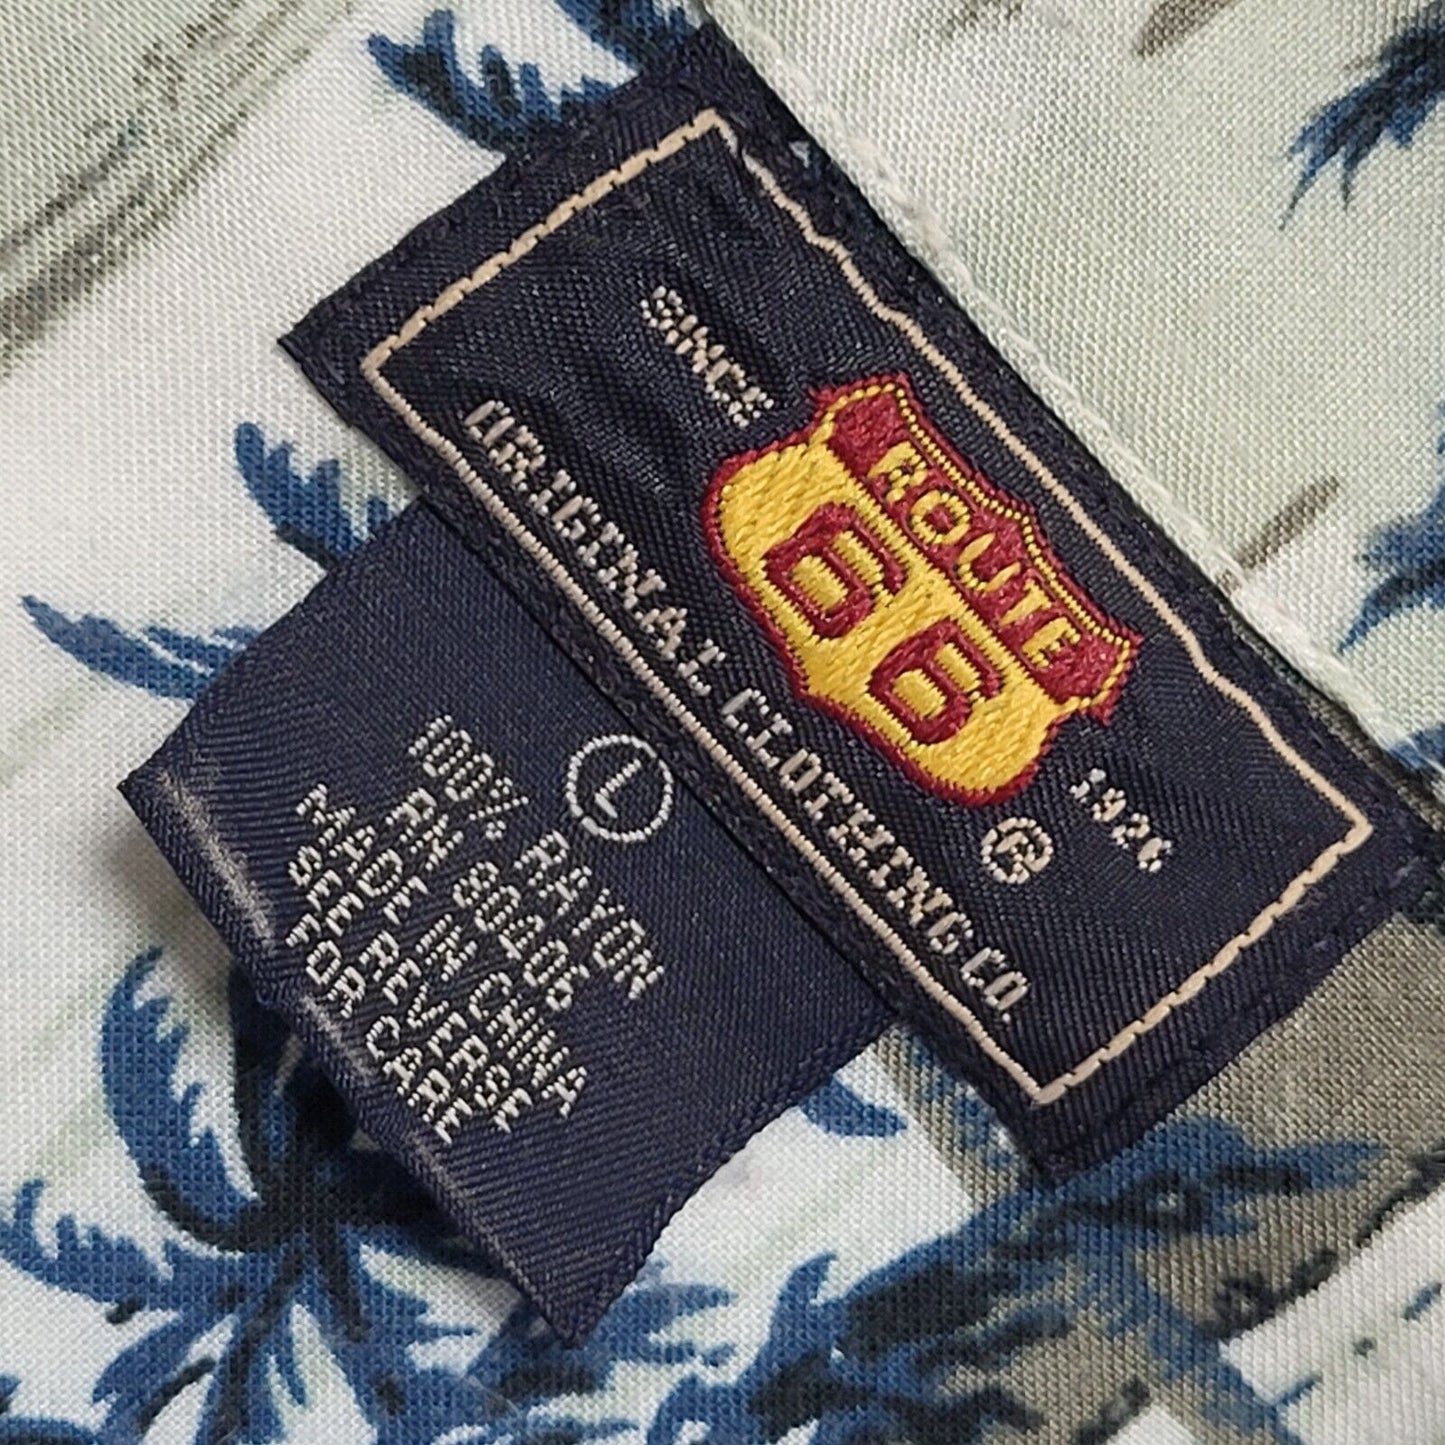 SINCE
ROUTE
66
1926
®
ORIGINAL CLOTHING CO.
L
100% RAYON
RN 80406
MADE IN CHINA
SEE REVERSE
FOR CARE